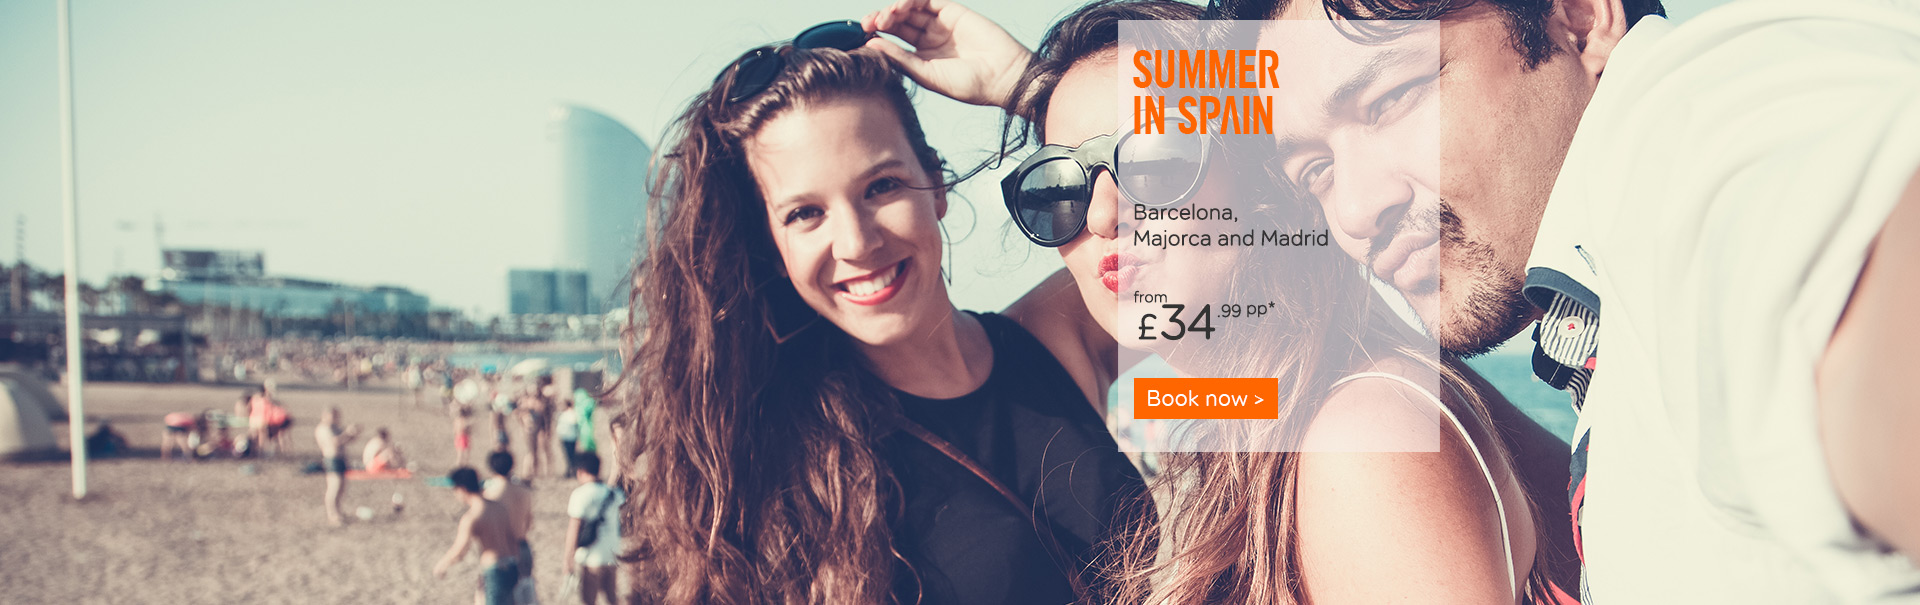 SUMMER
IN SPAIN
Barcelona,
Majorca and Madrid
from
£34.99 pp*
Book now >